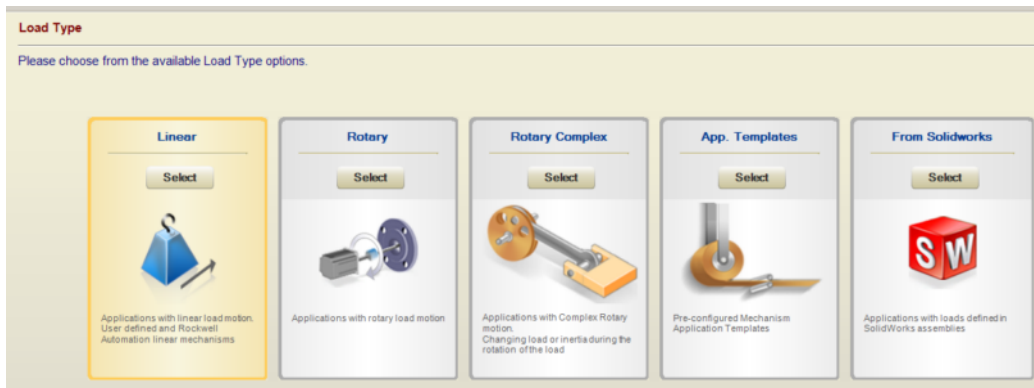 Load Type
Please choose from the available Load Type options.
Linear
Select
Applications with linear load motion.
User defined and Rockwell
Automation linear mechanisms
Rotary
Select
Applications with rotary load motion
Rotary Complex
Select
Applications with Complex Rotary
motion.
Changing load or inertia during the
rotation of the load
App. Templates
Select
Pre-configured Mechanism
Application Templates
From Solidworks
Select
SW
Applications with loads defined in
SolidWorks assemblies